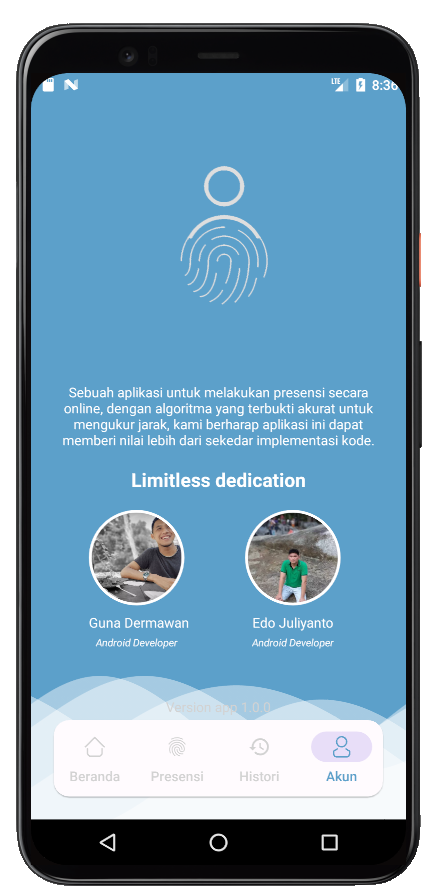 LTE
8:36
Sebuah aplikasi untuk melakukan presensi secara
online, dengan algoritma yang terbukti akurat untuk
mengukur jarak, kami berharap aplikasi ini dapat
memberi nilai lebih dari sekedar implementasi kode.
Limitless dedication
Guna Dermawan
Edo Juliyanto
Android Developer
Android Developer
Version app 1.0.0
Beranda
Presensi
Histori
Akun